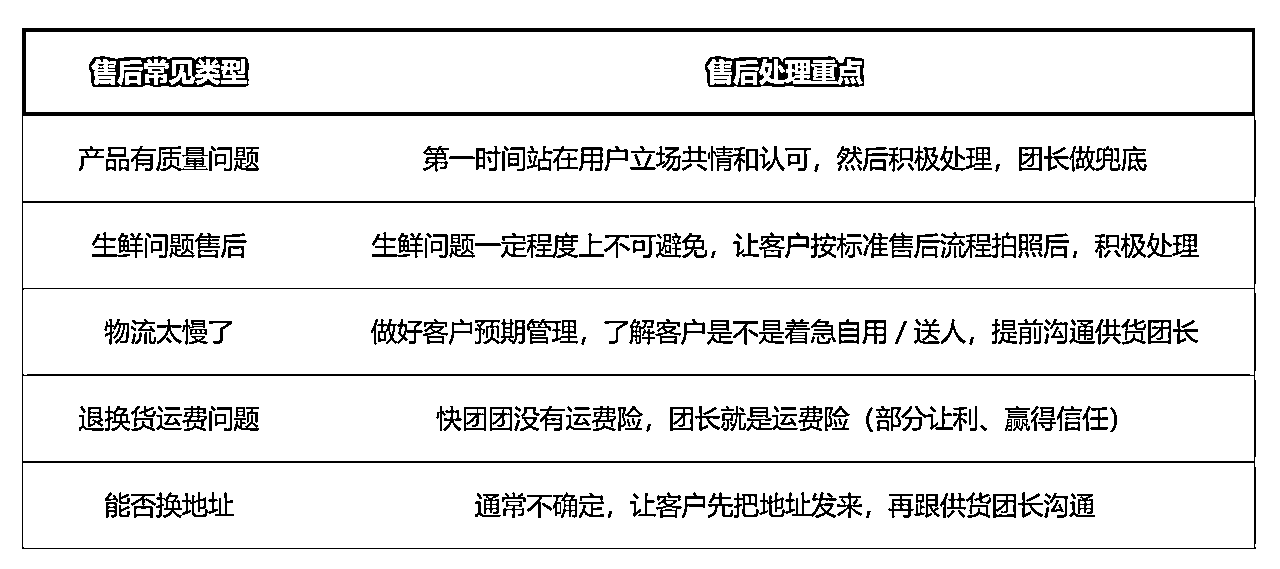 售后常见类型 售后处理重点
产品有质量问题 第一时间站在用户立场共情和认可，然后积极处理，团长做兜底
生鲜问题售后 生鲜问题一定程度上不可避免，让客户按标准售后流程拍照后，积极处理
物流太慢了 做好客户预期管理，了解客户是不是着急自用 / 送人，提前沟通供货团长
退换货运费问题 快团团没有运费险，团长就是运费险（部分让利、赢得信任）
能否换地址 通常不确定，让客户先把地址发来，再跟供货团长沟通